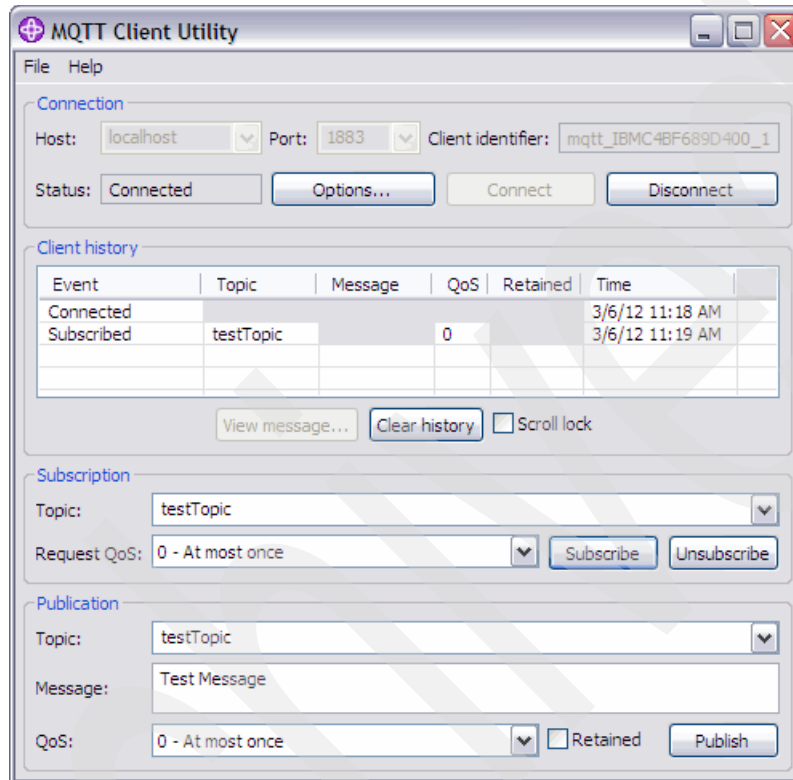 MQTT Client Utility
File Help
Connection
Host: localhost Port: 1883 Client identifier: mqtt_IBMC4BF689D400_1
Status: Connected Options... Connect Disconnect
Client history
Event Topic Message QoS Retained Time
Connected 3/6/12 11:18 AM
Subscribed testTopic 0 3/6/12 11:19 AM
View message... Clear history Scroll lock
Subscription
Topic: testTopic
Request QoS: 0 - At most once Subscribe Unsubscribe
Publication
Topic: testTopic
Message: Test Message
QoS: 0 - At most once Retained Publish